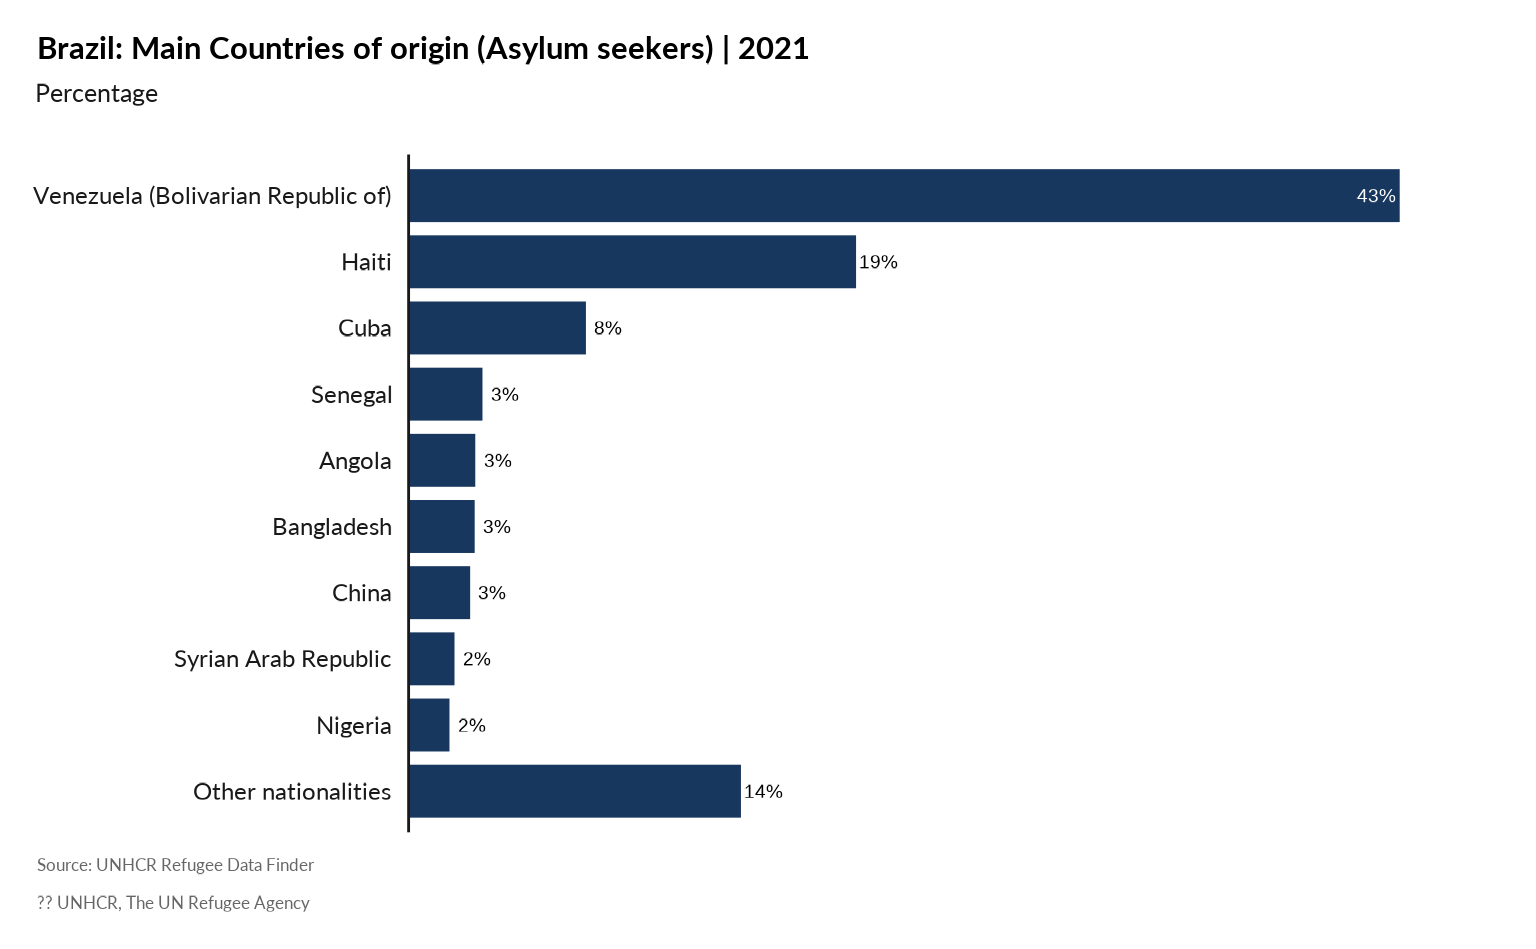 Brazil: Main Countries of origin (Asylum seekers) | 2021
Percentage
Venezuela (Bolivarian Republic of) 43%
Haiti 19%
Cuba 8%
Senegal 3%
Angola 3%
Bangladesh 3%
China 3%
Syrian Arab Republic 2%
Nigeria 2%
Other nationalities 14%
Source: UNHCR Refugee Data Finder
?? UNHCR, The UN Refugee Agency